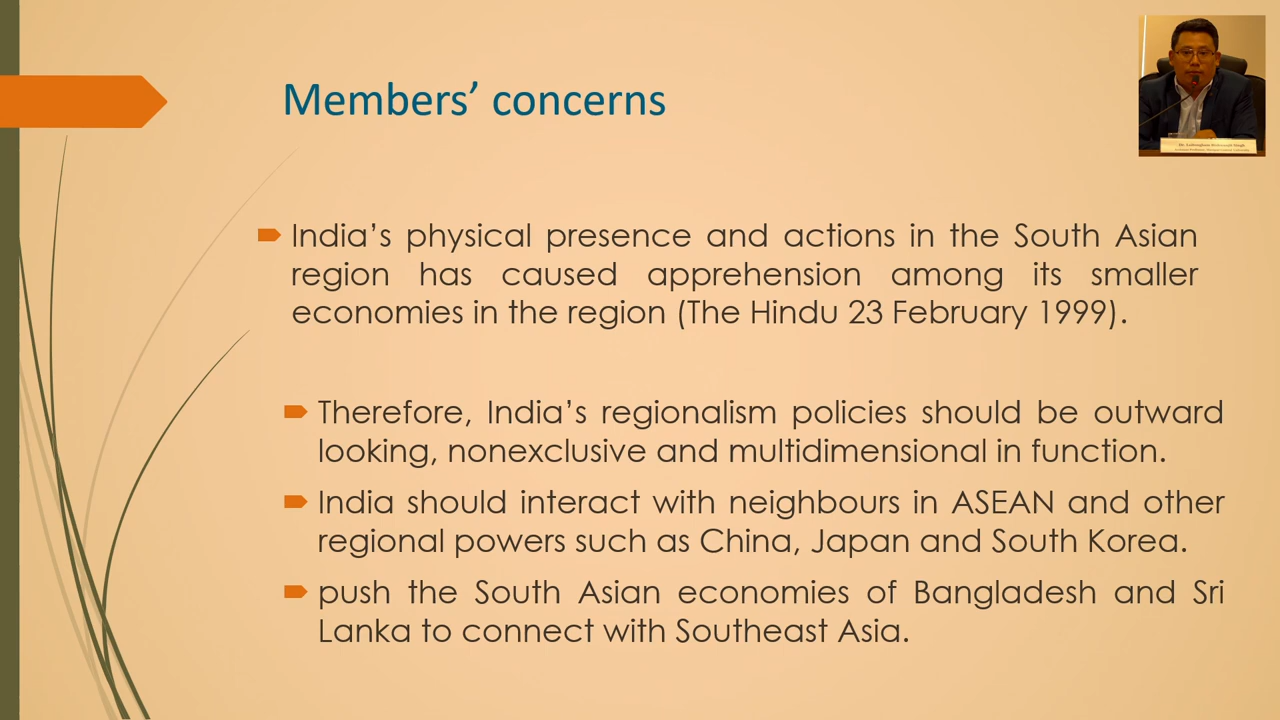 Members’ concerns
India’s physical presence and actions in the South Asian
region has caused apprehension among its smaller
economies in the region (The Hindu 23 February 1999).
Therefore, India’s regionalism policies should be outward
looking, nonexclusive and multidimensional in function.
India should interact with neighbours in ASEAN and other
regional powers such as China, Japan and South Korea.
push the South Asian economies of Bangladesh and Sri
Lanka to connect with Southeast Asia.